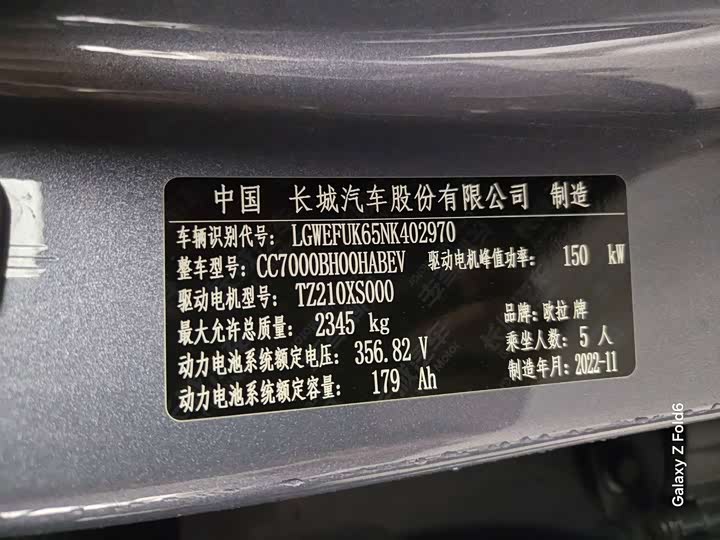 中国 长城汽车股份有限公司 制造
车辆识别代号: LGWEFUK65NK402970
整车型号: CC7000BH00HABEV 驱动电机峰值功率: 150 kW
驱动电机型号: TZ210XS000 品牌: 欧拉 牌
最大允许总质量: 2345 kg 乘坐人数: 5 人
动力电池系统额定电压: 356.82 V 制造年月: 2022-11
动力电池系统额定容量: 179 Ah
Galaxy Z Fold6